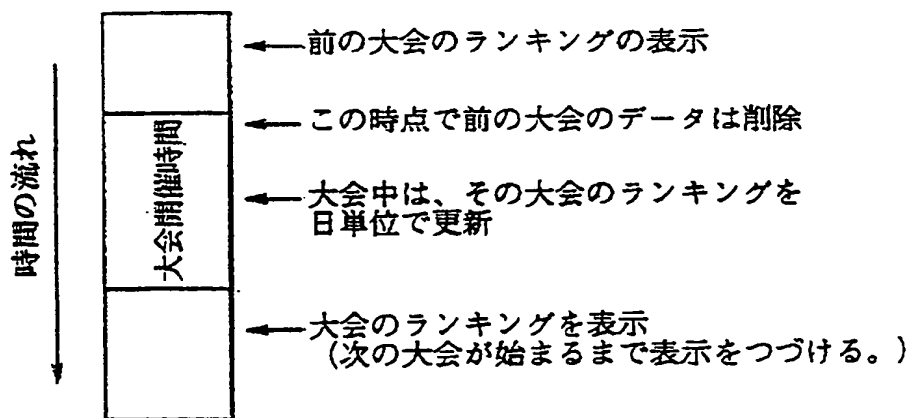 前の大会のランキングの表示
この時点で前の大会のデータは削除
大会中は、その大会のランキングを
日単位で更新
大会のランキングを表示
(次の大会が始まるまで表示をつづける。)
時間の流れ
大会開催時間